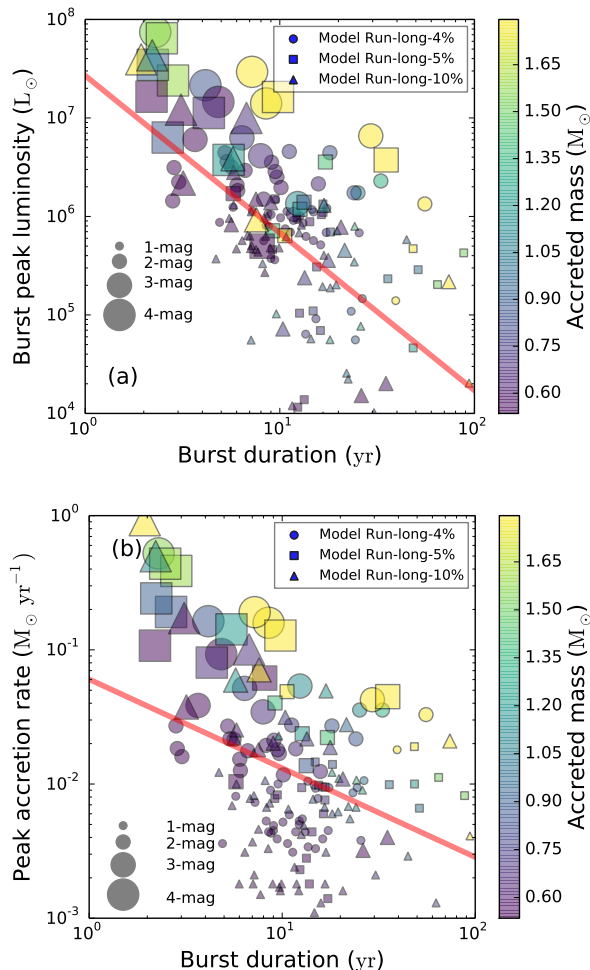 10^8
10^7
10^6
10^5
10^4
Burst peak luminosity (L⊙)
Model Run-long-4%
Model Run-long-5%
Model Run-long-10%
1-mag
2-mag
3-mag
4-mag
(a)
10^0
10^1
10^2
Burst duration (yr)
1.65
1.50
1.35
1.20
1.05
0.90
0.75
0.60
Accreted mass (M⊙)
10^0
10^-1
10^-2
10^-3
Peak accretion rate (M⊙ yr^-1)
(b)
Model Run-long-4%
Model Run-long-5%
Model Run-long-10%
1-mag
2-mag
3-mag
4-mag
10^0
10^1
10^2
Burst duration (yr)
1.65
1.50
1.35
1.20
1.05
0.90
0.75
0.60
Accreted mass (M⊙)